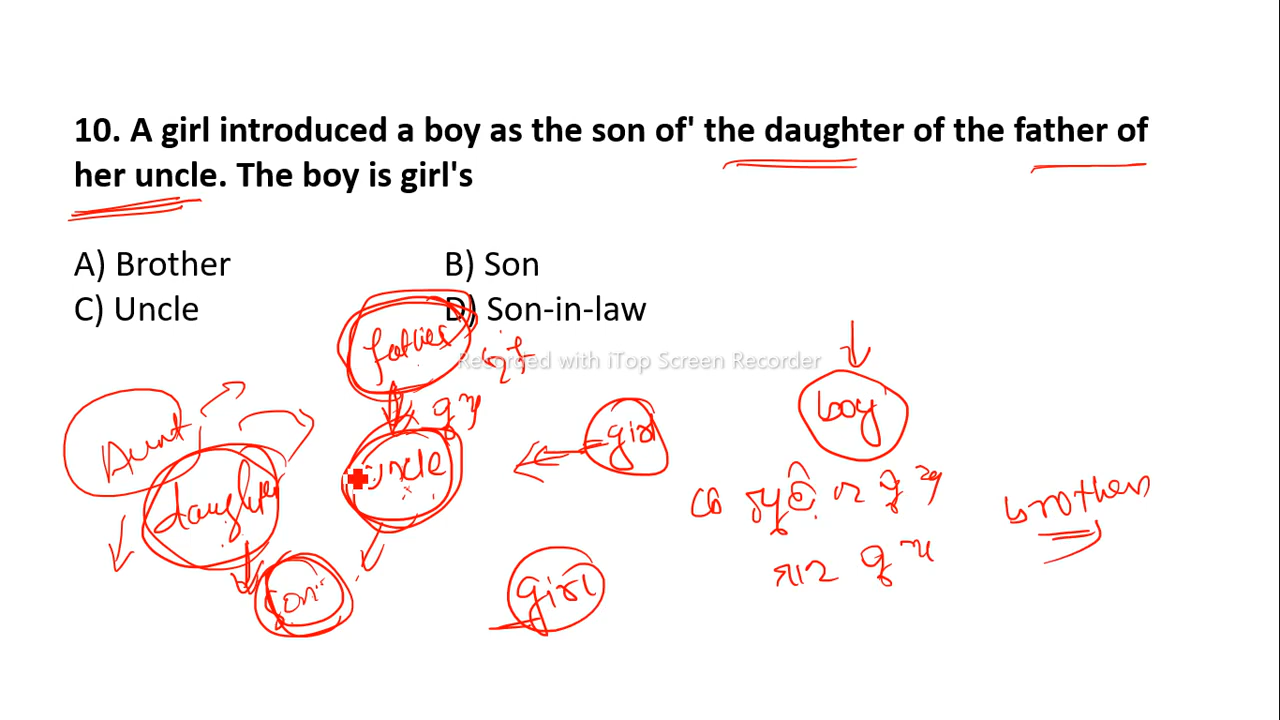 10. A girl introduced a boy as the son of' the daughter of the father of
her uncle. The boy is girl's
A) Brother B) Son
C) Uncle D) Son-in-law
father
Recorded with iTop Screen Recorder
boy
Aunt
girl
uncle
daughter
brother
son
girl